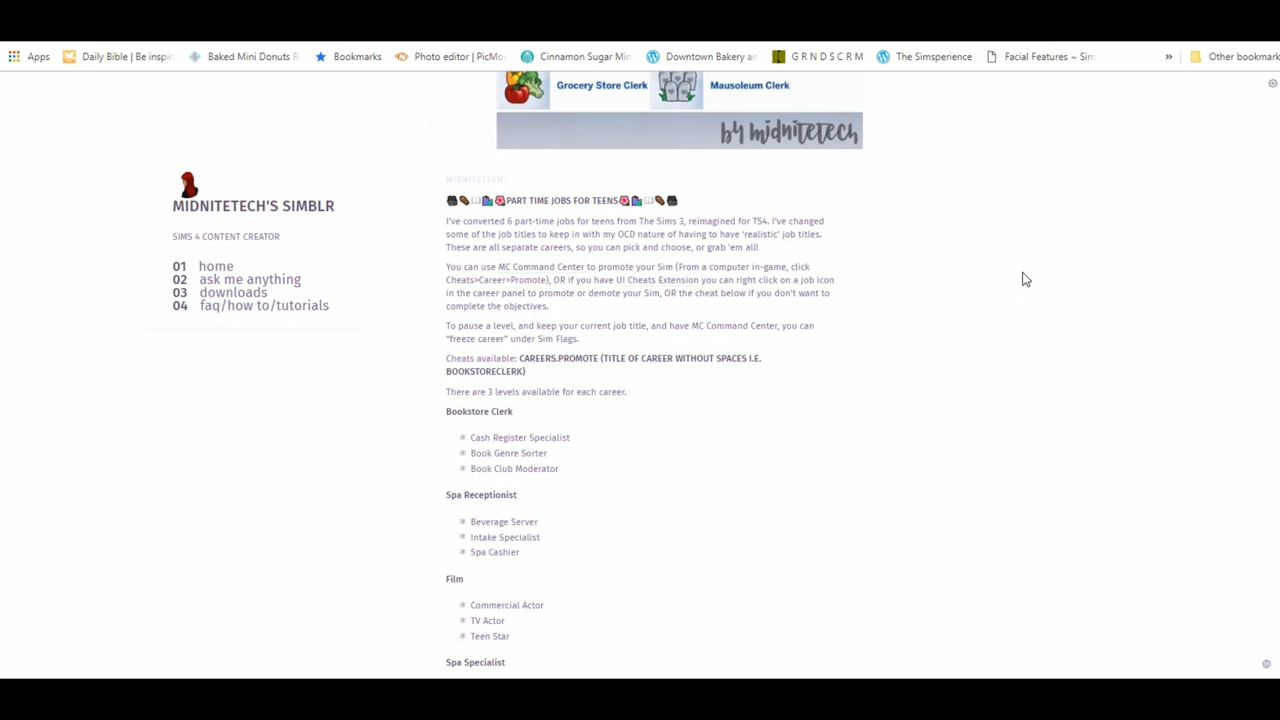 Apps Daily Bible | Be inspi Baked Mini Donuts R Bookmarks Photo editor | PicMo Cinnamon Sugar Min Downtown Bakery an G R N D S C R M The Simsperience Facial Features ~ Sim » Other bookmark
Grocery Store Clerk Mausoleum Clerk
by midnitetech
MIDNITETECH:
MIDNITETECH'S SIMBLR
SIMS 4 CONTENT CREATOR
01 home
02 ask me anything
03 downloads
04 faq/how to/tutorials
PART TIME JOBS FOR TEENS
I've converted 6 part-time jobs for teens from The Sims 3, reimagined for TS4. I've changed
some of the job titles to keep in with my OCD nature of having to have 'realistic' job titles.
These are all separate careers, so you can pick and choose, or grab 'em all!
You can use MC Command Center to promote your Sim (From a computer in-game, click
Cheats>Career>Promote), OR if you have UI Cheats Extension you can right click on a job icon
in the career panel to promote or demote your Sim, OR the cheat below if you don't want to
complete the objectives.
To pause a level, and keep your current job title, and have MC Command Center, you can
"freeze career" under Sim Flags.
Cheats available: CAREERS.PROMOTE (TITLE OF CAREER WITHOUT SPACES I.E.
BOOKSTORECLERK)
There are 3 levels available for each career.
Bookstore Clerk
* Cash Register Specialist
* Book Genre Sorter
* Book Club Moderator
Spa Receptionist
* Beverage Server
* Intake Specialist
* Spa Cashier
Film
* Commercial Actor
* TV Actor
* Teen Star
Spa Specialist
@